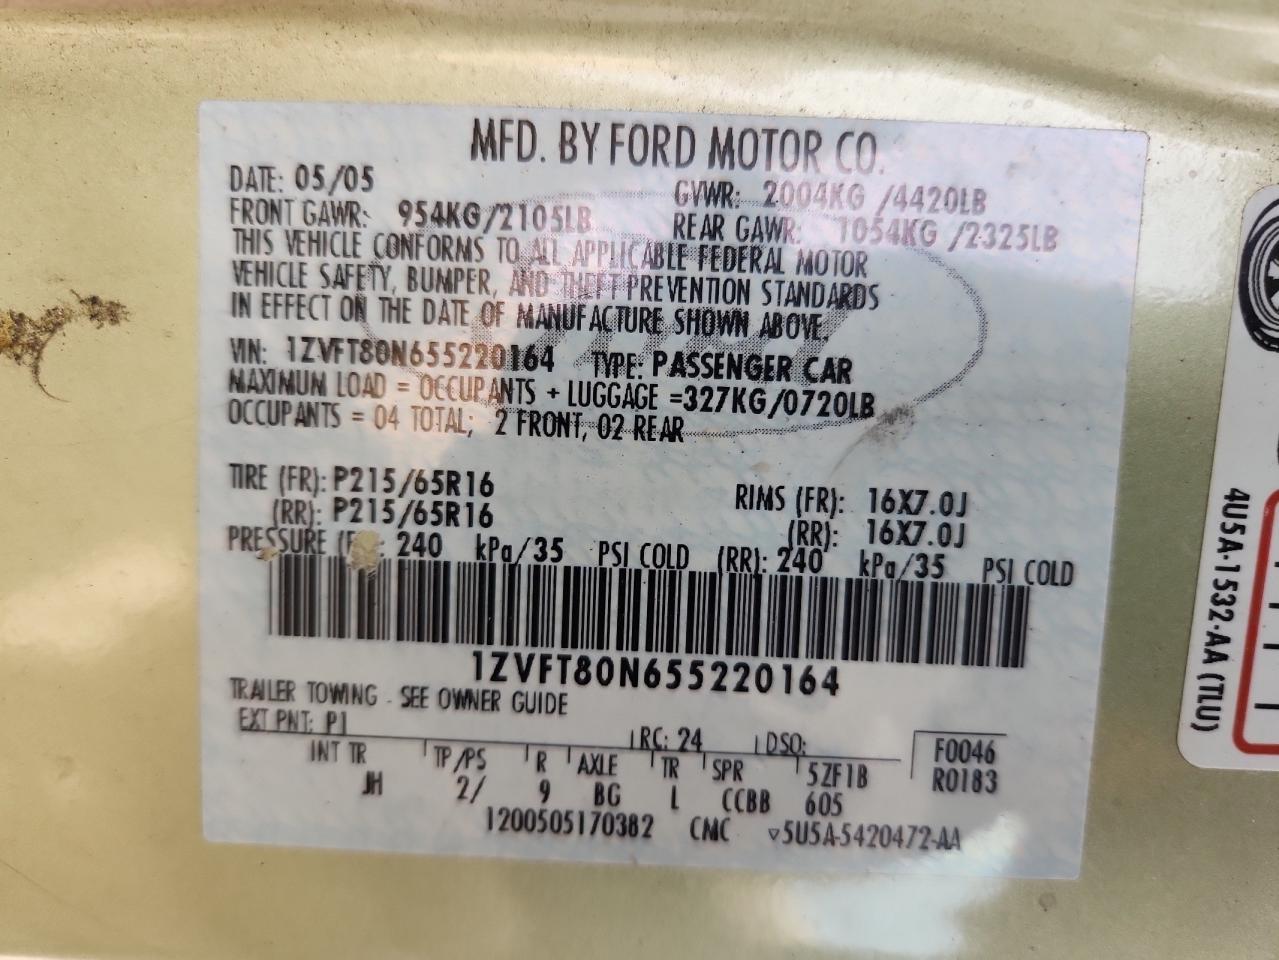 MFD. BY FORD MOTOR CO.
DATE: 05/05 GVWR: 2004KG /4420LB
FRONT GAWR: 954KG/2105LB REAR GAWR: 1054KG /2325LB
THIS VEHICLE CONFORMS TO ALL APPLICABLE FEDERAL MOTOR
VEHICLE SAFETY, BUMPER, AND THEFT PREVENTION STANDARDS
IN EFFECT ON THE DATE OF MANUFACTURE SHOWN ABOVE.
VIN: 1ZVFT80N655220164 TYPE: PASSENGER CAR
MAXIMUM LOAD = OCCUPANTS + LUGGAGE =327KG/0720LB
OCCUPANTS = 04 TOTAL; 2 FRONT, 02 REAR
TIRE (FR): P215/65R16 RIMS (FR): 16X7.0J
(RR): P215/65R16 (RR): 16X7.0J
PRESSURE : 240 kPa/35 PSI COLD (RR): 240 kPa/35 PSI COLD
1ZVFT80N655220164
TRAILER TOWING - SEE OWNER GUIDE
EXT PNT: P1 RC: 24 DSO:
INT TR TP/PS R AXLE TR SPR 5ZF1B F0046
JH 2/ 9 BG L CCBB 605 R0183
1200505170382 CMC ▿5U5A-5420472-AA
4U5A-1532-AA (TLU)